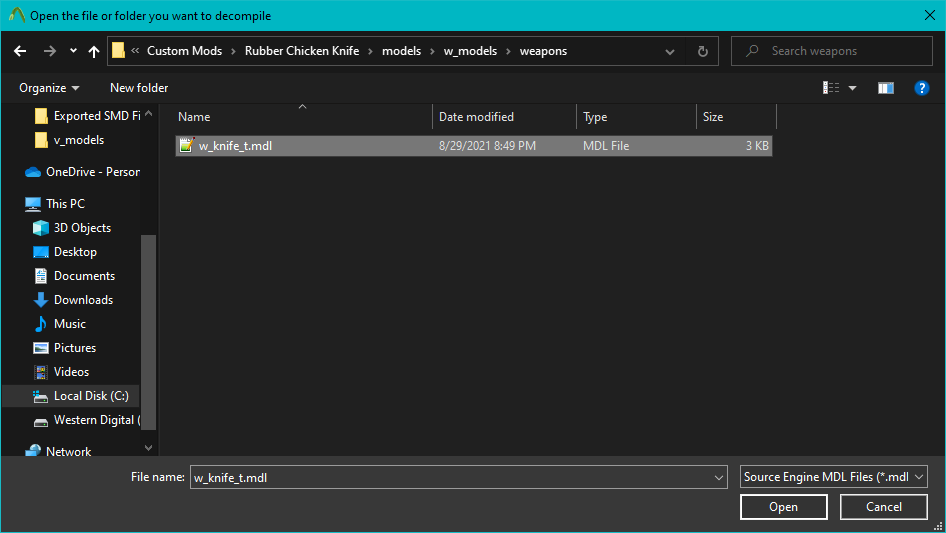 Open the file or folder you want to decompile
« Custom Mods › Rubber Chicken Knife › models › w_models › weapons
Search weapons
Organize New folder
Name Date modified Type Size
w_knife_t.mdl 8/29/2021 8:49 PM MDL File 3 KB
Exported SMD Fi
v_models
OneDrive - Person
This PC
3D Objects
Desktop
Documents
Downloads
Music
Pictures
Videos
Local Disk (C:)
Western Digital (
Network
File name: w_knife_t.mdl Source Engine MDL Files (*.mdl
Open Cancel